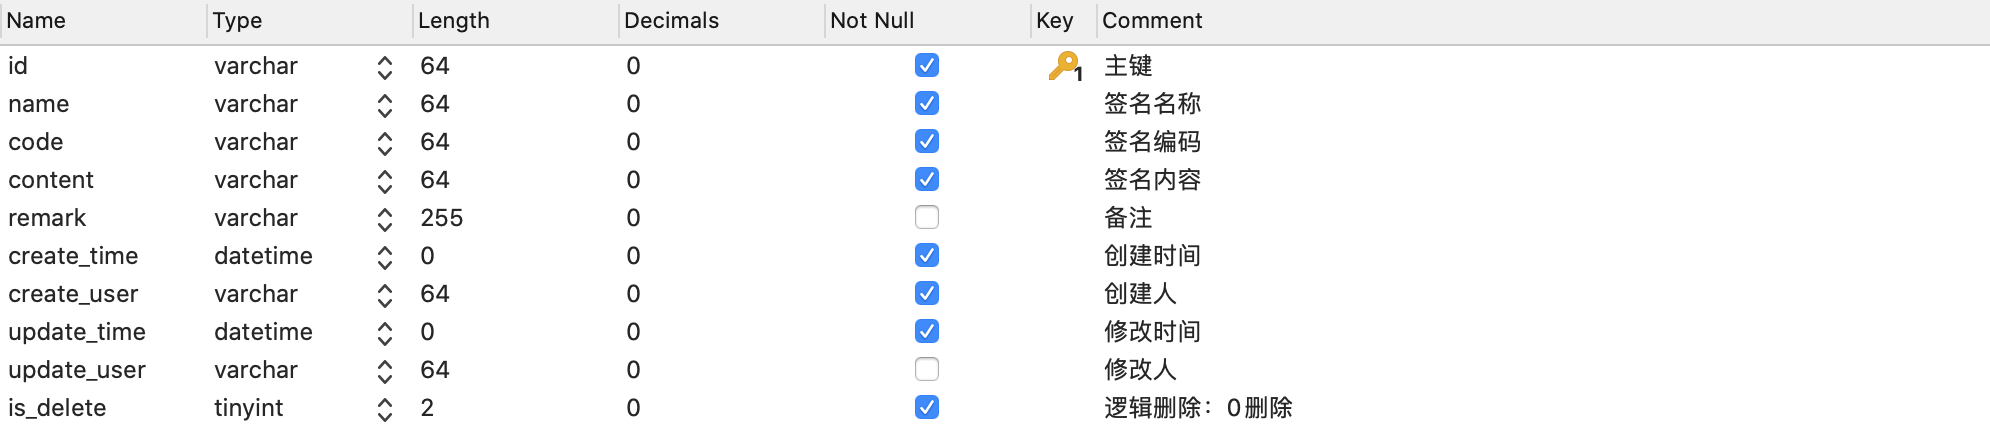 Name Type Length Decimals Not Null Key Comment
id varchar 64 0 1 主键
name varchar 64 0 签名名称
code varchar 64 0 签名编码
content varchar 64 0 签名内容
remark varchar 255 0 备注
create_time datetime 0 0 创建时间
create_user varchar 64 0 创建人
update_time datetime 0 0 修改时间
update_user varchar 64 0 修改人
is_delete tinyint 2 0 逻辑删除：0删除